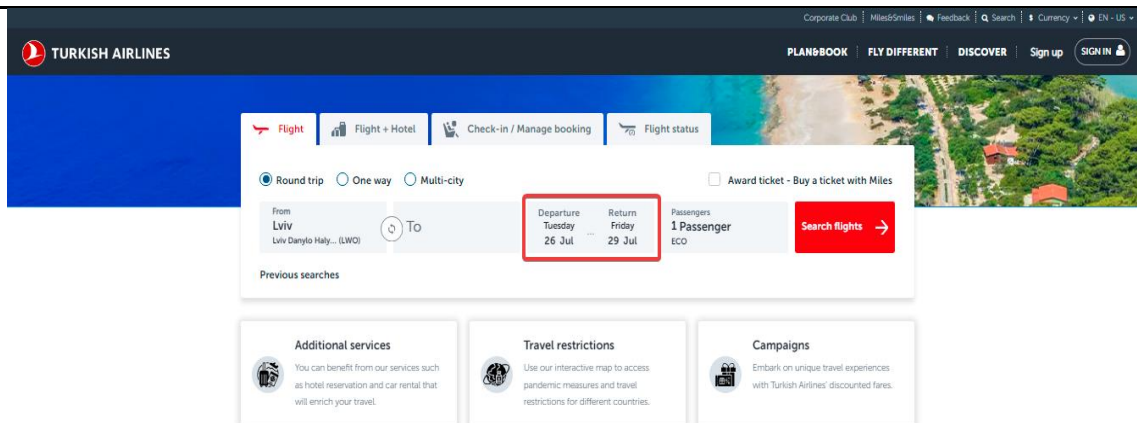 Corporate Club Miles&Smiles Feedback Search $ Currency EN - US
TURKISH AIRLINES
PLAN&BOOK FLY DIFFERENT DISCOVER Sign up SIGN IN
Flight Flight + Hotel Check-in / Manage booking Flight status
Round trip One way Multi-city Award ticket - Buy a ticket with Miles
From
Lviv
Lviv Danylo Haly... (LWO)
To
Departure
Tuesday
26 Jul
...
Return
Friday
29 Jul
Passengers
1 Passenger
ECO
Search flights
Previous searches
Additional services
You can benefit from our services such
as hotel reservation and car rental that
will enrich your travel.
Travel restrictions
Use our interactive map to access
pandemic measures and travel
restrictions for different countries.
Campaigns
Embark on unique travel experiences
with Turkish Airlines' discounted fares.